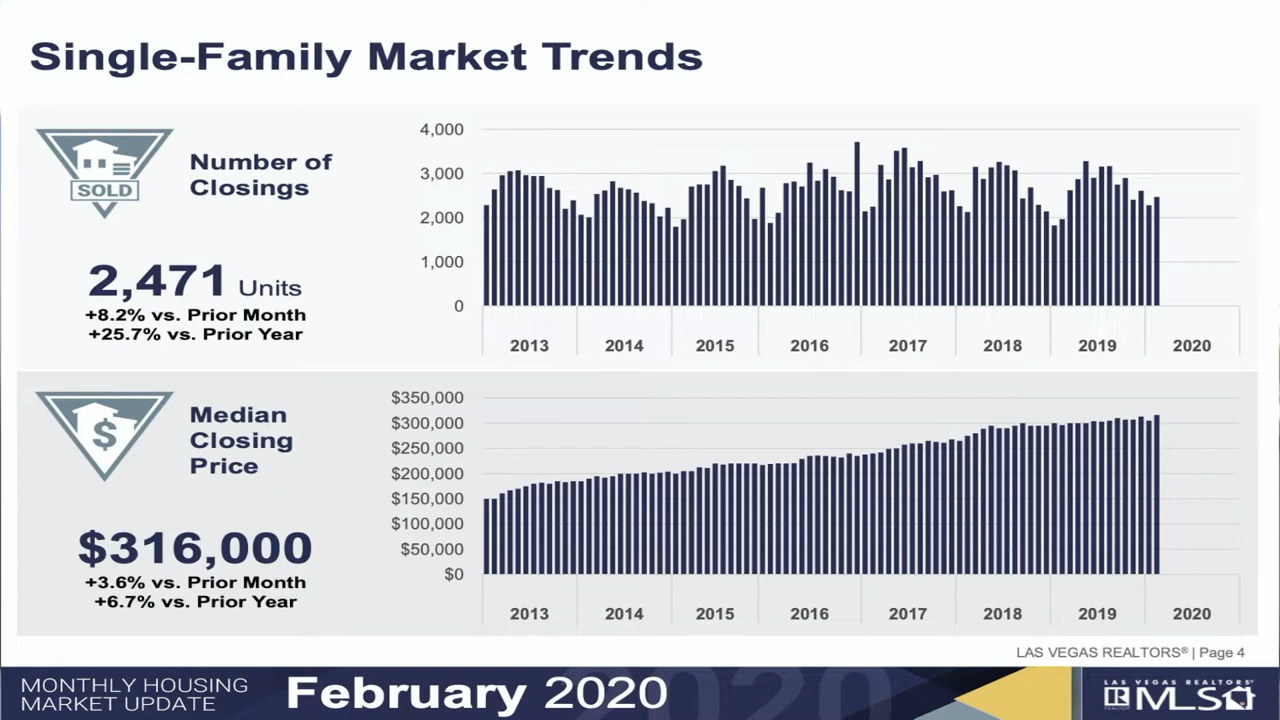 Single-Family Market Trends
SOLD
Number of
Closings
2,471 Units
+8.2% vs. Prior Month
+25.7% vs. Prior Year
4,000
3,000
2,000
1,000
0
2013 2014 2015 2016 2017 2018 2019 2020
$
Median
Closing
Price
$316,000
+3.6% vs. Prior Month
+6.7% vs. Prior Year
$350,000
$300,000
$250,000
$200,000
$150,000
$100,000
$50,000
$0
2013 2014 2015 2016 2017 2018 2019 2020
LAS VEGAS REALTORS® | Page 4
MONTHLY HOUSING
MARKET UPDATE
February 2020
2020
LAS VEGAS REALTORS®
REALTOR
MLS